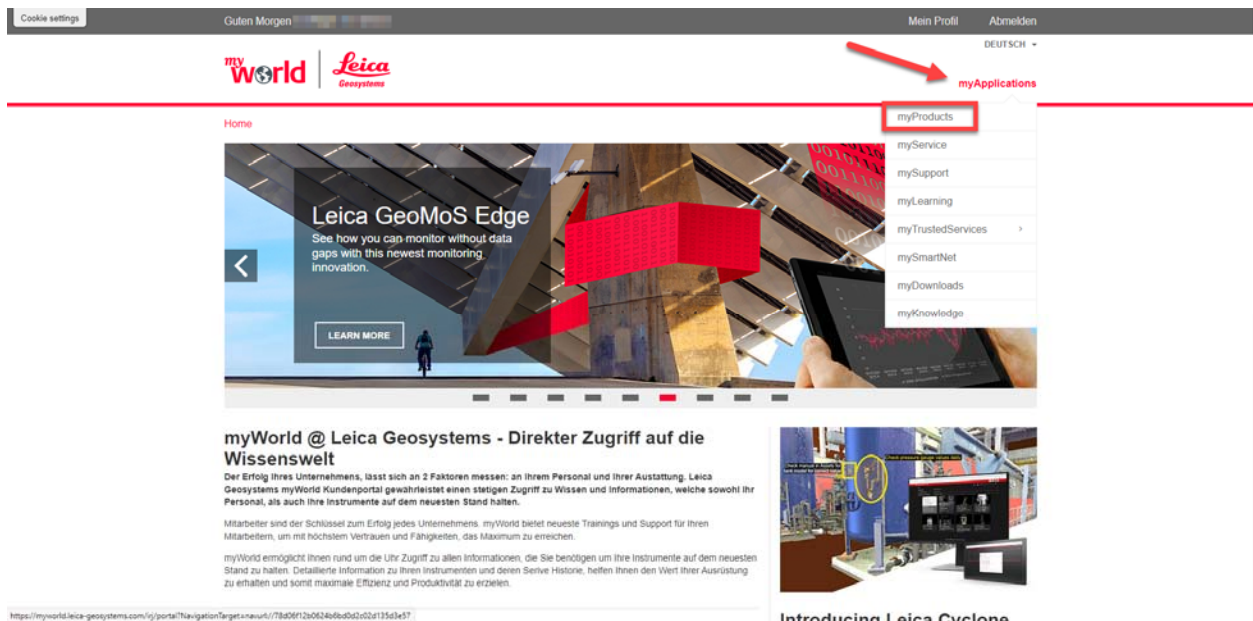 Cookie settings
Guten Morgen
Mein Profil
Abmelden
DEUTSCH
my
World
Leica
Geosystems
myApplications
Home
myProducts
myService
mySupport
myLearning
myTrustedServices
mySmartNet
myDownloads
myKnowledge
Leica GeoMoS Edge
See how you can monitor without data
gaps with this newest monitoring
innovation.
LEARN MORE
myWorld @ Leica Geosystems - Direkter Zugriff auf die
Wissenswelt
Der Erfolg Ihres Unternehmens, lässt sich an 2 Faktoren messen: an Ihrem Personal und Ihrer Austattung. Leica
Geosystems myWorld Kundenportal gewährleistet einen stetigen Zugriff zu Wissen und Informationen, welche sowohl Ihr
Personal, als auch Ihre Instrumente auf dem neuesten Stand halten.
Mitarbeiter sind der Schlüssel zum Erfolg jedes Unternehmens. myWorld bietet neueste Trainings und Support für Ihren
Mitarbeitern, um mit höchstem Vertrauen und Fähigkeiten, das Maximum zu erreichen.
myWorld ermöglicht Ihnen rund um die Uhr Zugriff zu allen Informationen, die Sie benötigen um Ihre Instrumente auf dem neuesten
Stand zu halten. Detaillierte Information zu Ihren Instrumenten und deren Serive Historie, helfen Ihnen den Wert Ihrer Ausrüstung
zu erhalten und somit maximale Effizienz und Produktivität zu erzielen.
Check pressure gauge values daily
Introducing Leica Cyclone